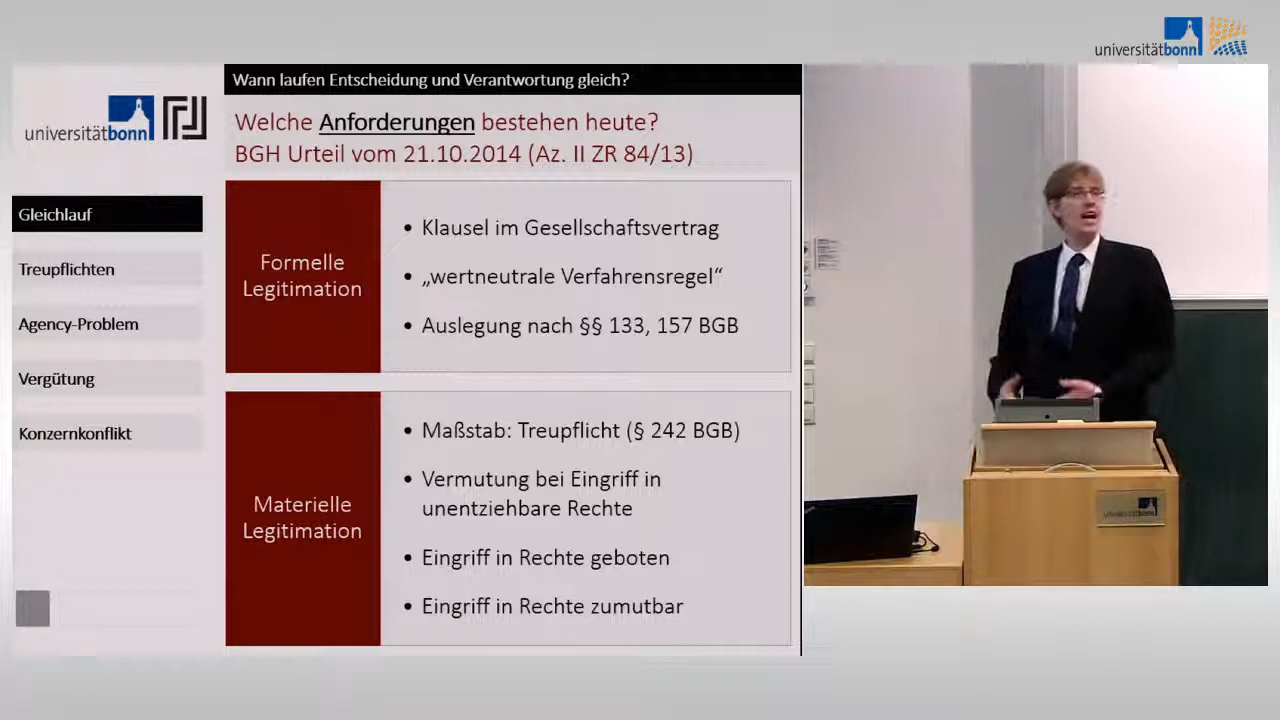 universitätbonn
Wann laufen Entscheidung und Verantwortung gleich?
universitätbonn
Welche Anforderungen bestehen heute?
BGH Urteil vom 21.10.2014 (Az. II ZR 84/13)
Gleichlauf
Treupflichten
Agency-Problem
Vergütung
Konzernkonflikt
Formelle
Legitimation
• Klausel im Gesellschaftsvertrag
• „wertneutrale Verfahrensregel“
• Auslegung nach §§ 133, 157 BGB
Materielle
Legitimation
• Maßstab: Treupflicht (§ 242 BGB)
• Vermutung bei Eingriff in
unentziehbare Rechte
• Eingriff in Rechte geboten
• Eingriff in Rechte zumutbar
universitätbonn